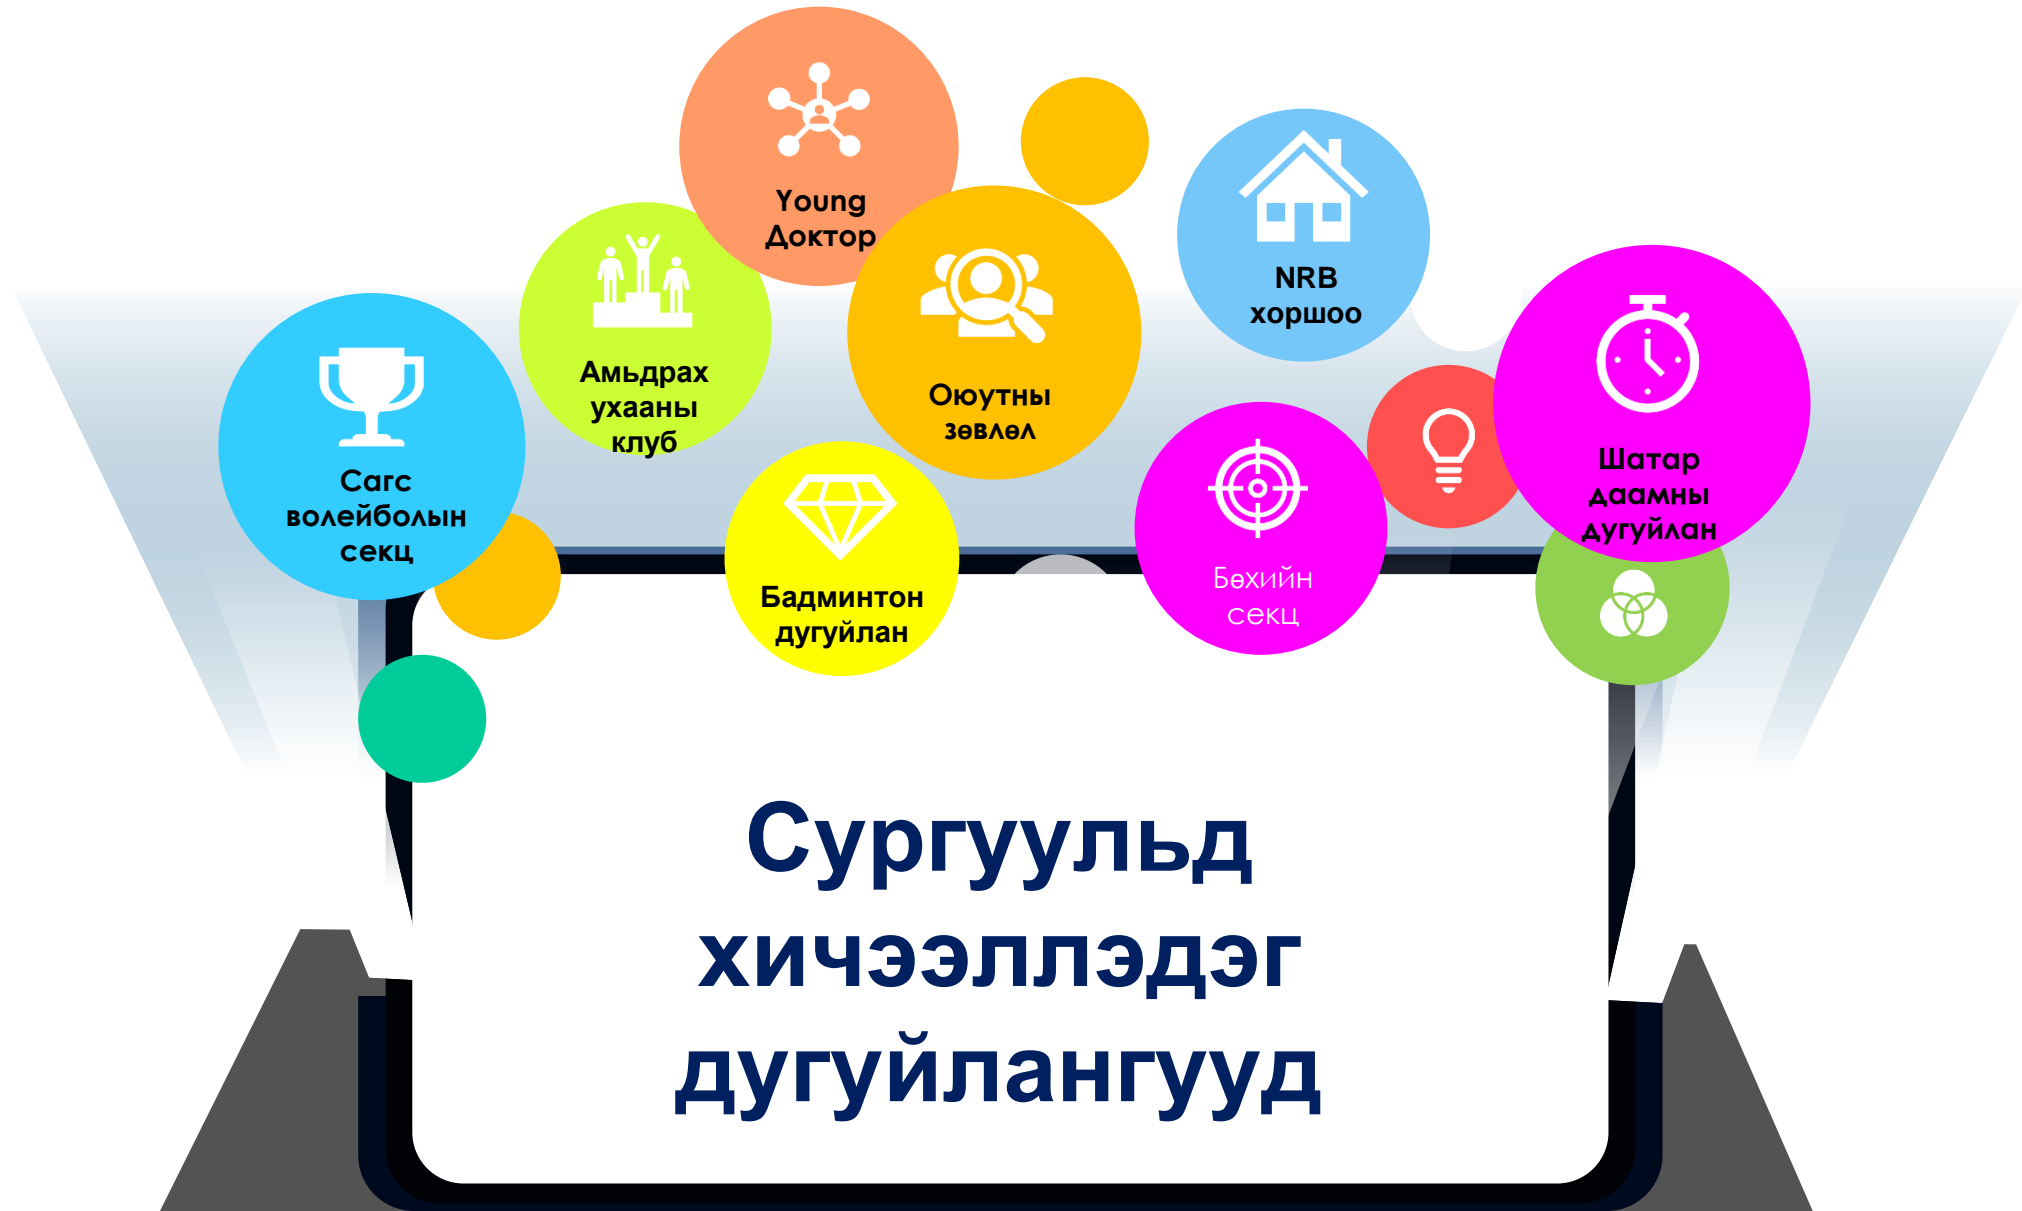 Young
Доктор
NRB
хоршоо
Амьдрах
ухааны
клуб
Оюутны
зөвлөл
Сагс
волейболын
секц
Шатар
даамны
дугуйлан
Бадминтон
дугуйлан
Бөхийн
секц
Сургуульд
хичээллэдэг
дугуйлангууд